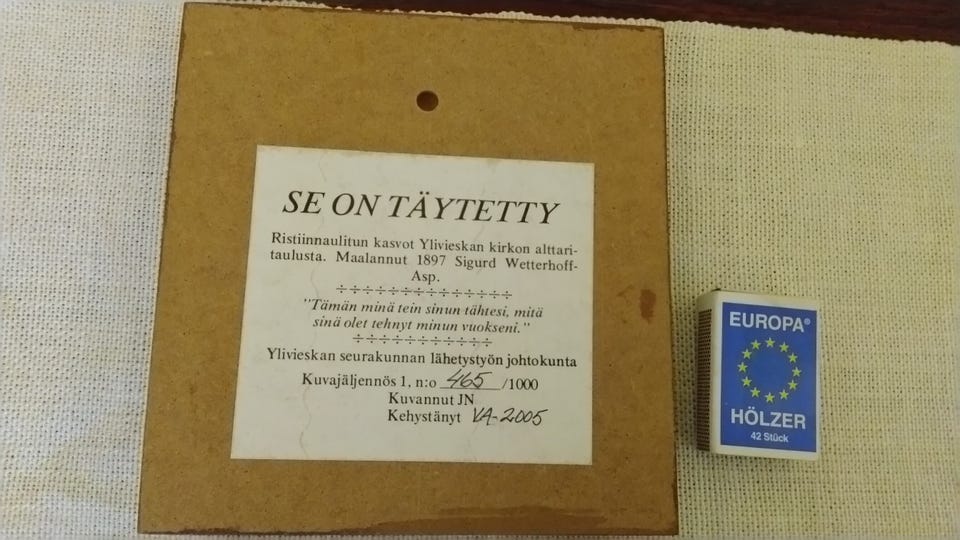 SE ON TÄYTETTY
Ristiinnaulitun kasvot Ylivieskan kirkon alttari-
taulusta. Maalannut 1897 Sigurd Wetterhoff-
Asp.
÷÷÷÷÷÷÷÷÷÷÷÷÷÷
"Tämän minä tein sinun tähtesi, mitä
sinä olet tehnyt minun vuokseni."
÷÷÷÷÷÷÷÷÷÷÷
Ylivieskan seurakunnan lähetystyön johtokunta
Kuvajäljennös 1, n:o 465 /1000
Kuvannut JN
Kehystänyt VA-2005
EUROPA®
HÖLZER
42 Stück